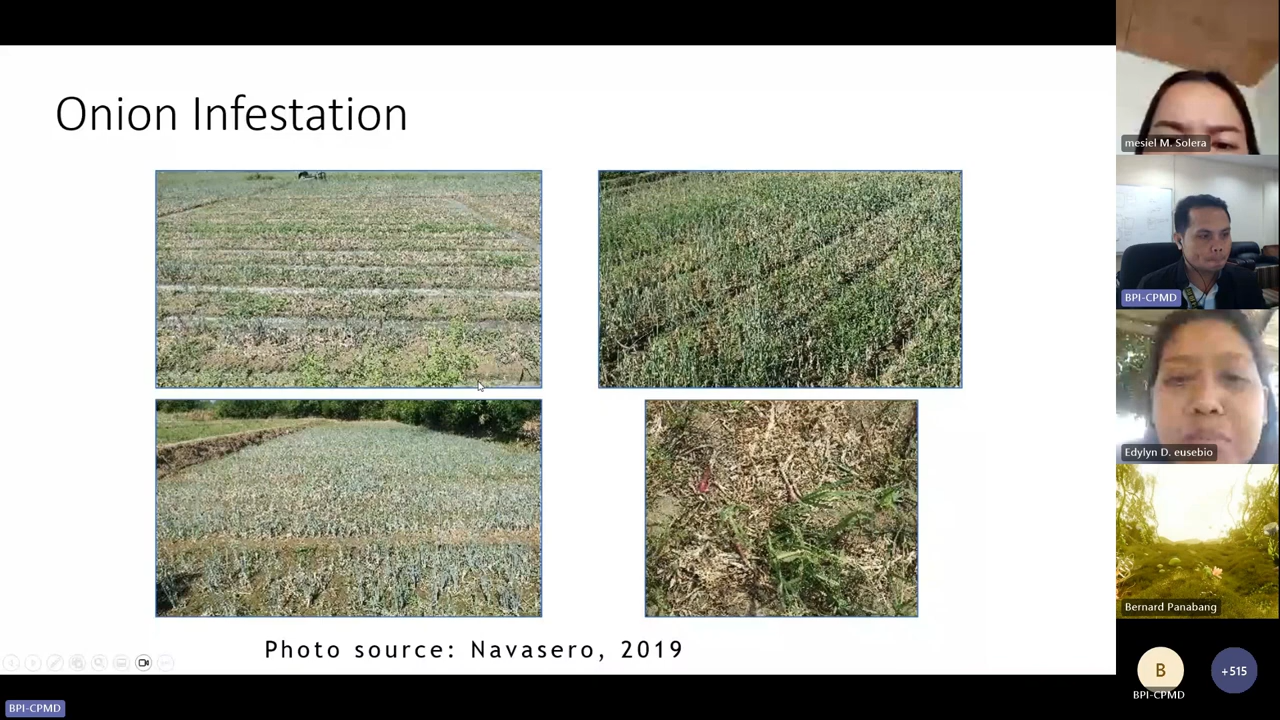 Onion Infestation
Photo source: Navasero, 2019
BPI-CPMD
mesiel M. Solera
BPI-CPMD
Edylyn D. eusebio
Bernard Panabang
B
BPI-CPMD
+515